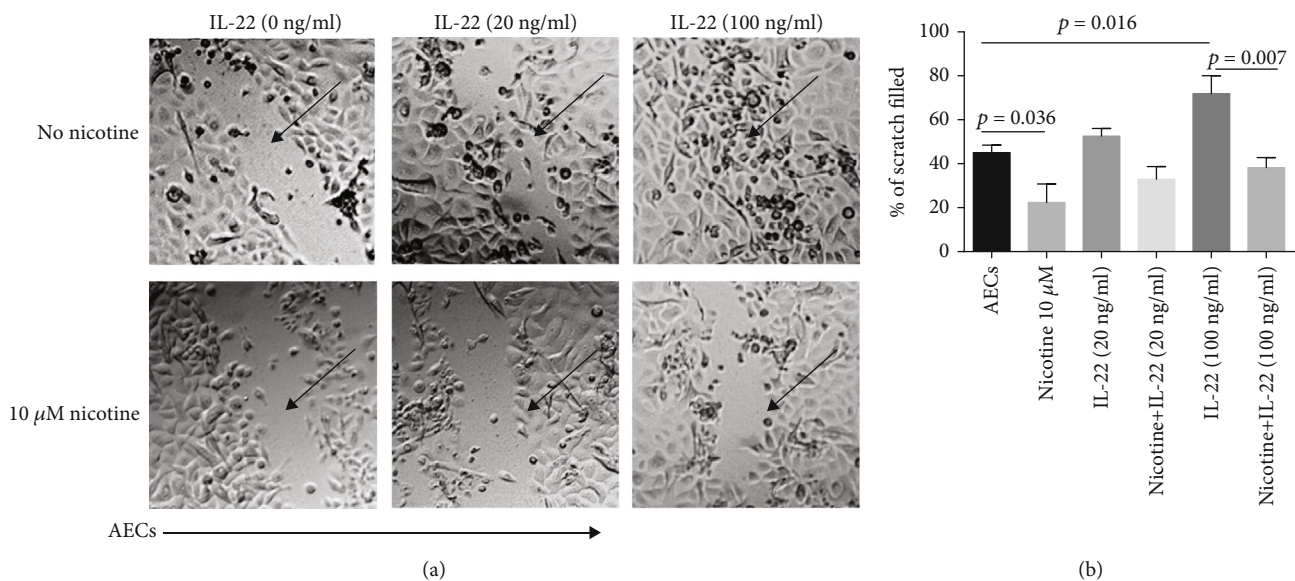 IL-22 (0 ng/ml)
IL-22 (20 ng/ml)
IL-22 (100 ng/ml)
No nicotine
10 μM nicotine
AECs
(a)
% of scratch filled
100
80
60
40
20
0
p = 0.016
p = 0.007
p = 0.036
AECs
Nicotine 10 μM
IL-22 (20 ng/ml)
Nicotine+IL-22 (20 ng/ml)
IL-22 (100 ng/ml)
Nicotine+IL-22 (100 ng/ml)
(b)